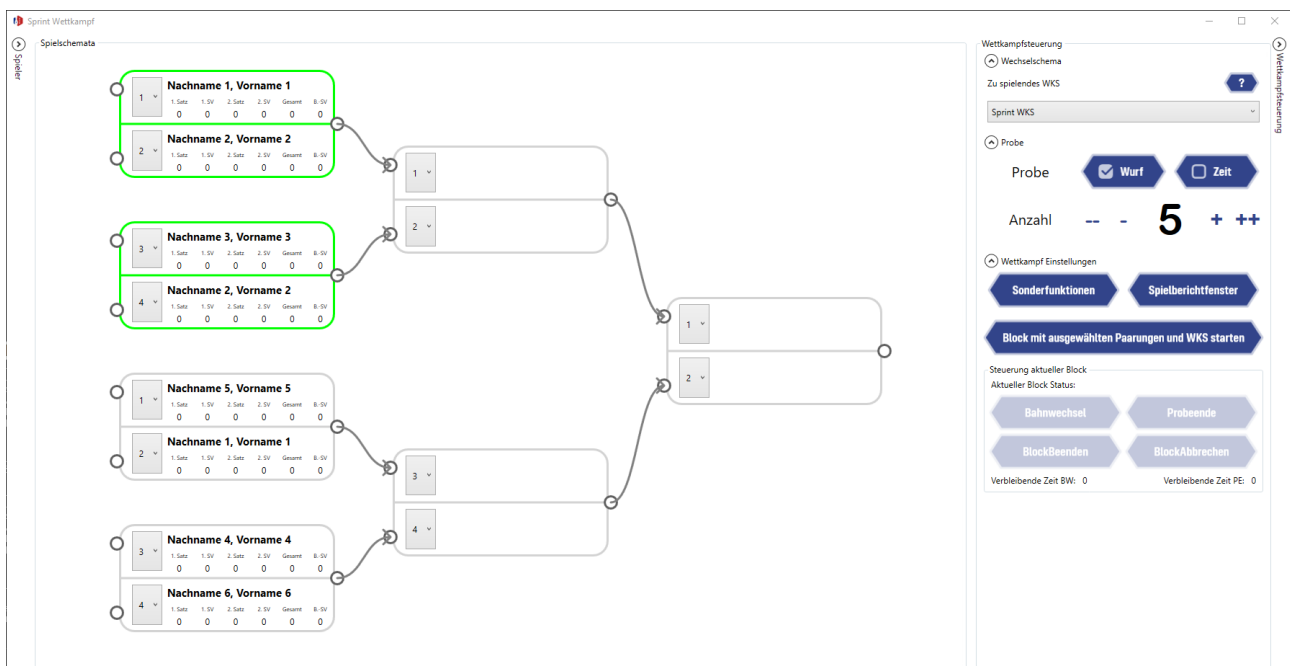 Sprint Wettkampf
Spieler
Spielschemata
1 Nachname 1, Vorname 1
1. Satz 1. SV 2. Satz 2. SV Gesamt B.-SV
0 0 0 0 0 0
2 Nachname 2, Vorname 2
1. Satz 1. SV 2. Satz 2. SV Gesamt B.-SV
0 0 0 0 0 0
3 Nachname 3, Vorname 3
1. Satz 1. SV 2. Satz 2. SV Gesamt B.-SV
0 0 0 0 0 0
4 Nachname 2, Vorname 2
1. Satz 1. SV 2. Satz 2. SV Gesamt B.-SV
0 0 0 0 0 0
1 Nachname 5, Vorname 5
1. Satz 1. SV 2. Satz 2. SV Gesamt B.-SV
0 0 0 0 0 0
2 Nachname 1, Vorname 1
1. Satz 1. SV 2. Satz 2. SV Gesamt B.-SV
0 0 0 0 0 0
3 Nachname 4, Vorname 4
1. Satz 1. SV 2. Satz 2. SV Gesamt B.-SV
0 0 0 0 0 0
4 Nachname 6, Vorname 6
1. Satz 1. SV 2. Satz 2. SV Gesamt B.-SV
0 0 0 0 0 0
1
2
3
4
1
2
Wettkampfsteuerung
Wechselschema
Zu spielendes WKS ?
Sprint WKS
Probe
Probe Wurf Zeit
Anzahl -- - 5 + ++
Wettkampf Einstellungen
Sonderfunktionen Spielberichtfenster
Block mit ausgewählten Paarungen und WKS starten
Steuerung aktueller Block
Aktueller Block Status:
Bahnwechsel Probeende
BlockBeenden BlockAbbrechen
Verbleibende Zeit BW: 0 Verbleibende Zeit PE: 0
Wettkampfsteuerung